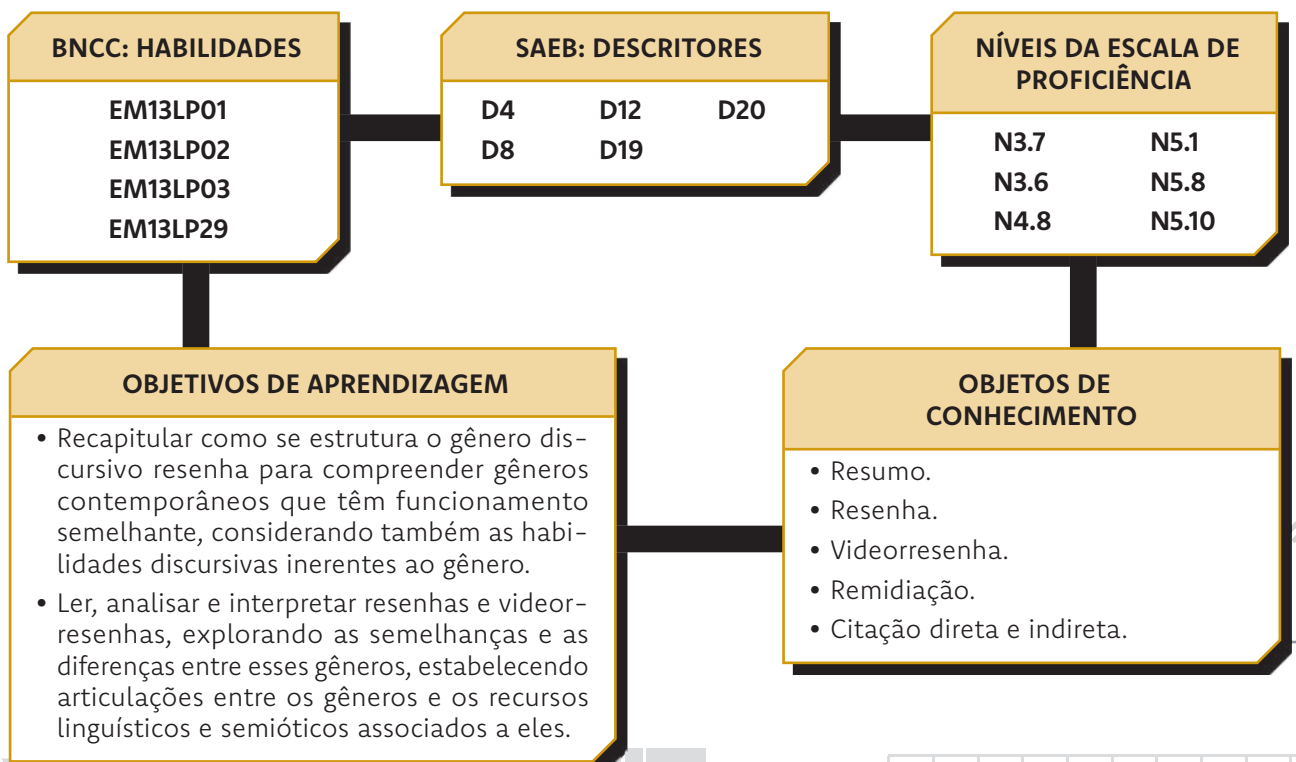 BNCC: HABILIDADES
EM13LP01
EM13LP02
EM13LP03
EM13LP29
SAEB: DESCRITORES
D4 D12 D20
D8 D19
NÍVEIS DA ESCALA DE
PROFICIÊNCIA
N3.7 N5.1
N3.6 N5.8
N4.8 N5.10
OBJETIVOS DE APRENDIZAGEM
• Recapitular como se estrutura o gênero dis-
cursivo resenha para compreender gêneros
contemporâneos que têm funcionamento
semelhante, considerando também as habi-
lidades discursivas inerentes ao gênero.
• Ler, analisar e interpretar resenhas e videor-
resenhas, explorando as semelhanças e as
diferenças entre esses gêneros, estabelecendo
articulações entre os gêneros e os recursos
linguísticos e semióticos associados a eles.
OBJETOS DE
CONHECIMENTO
• Resumo.
• Resenha.
• Videorresenha.
• Remidiação.
• Citação direta e indireta.